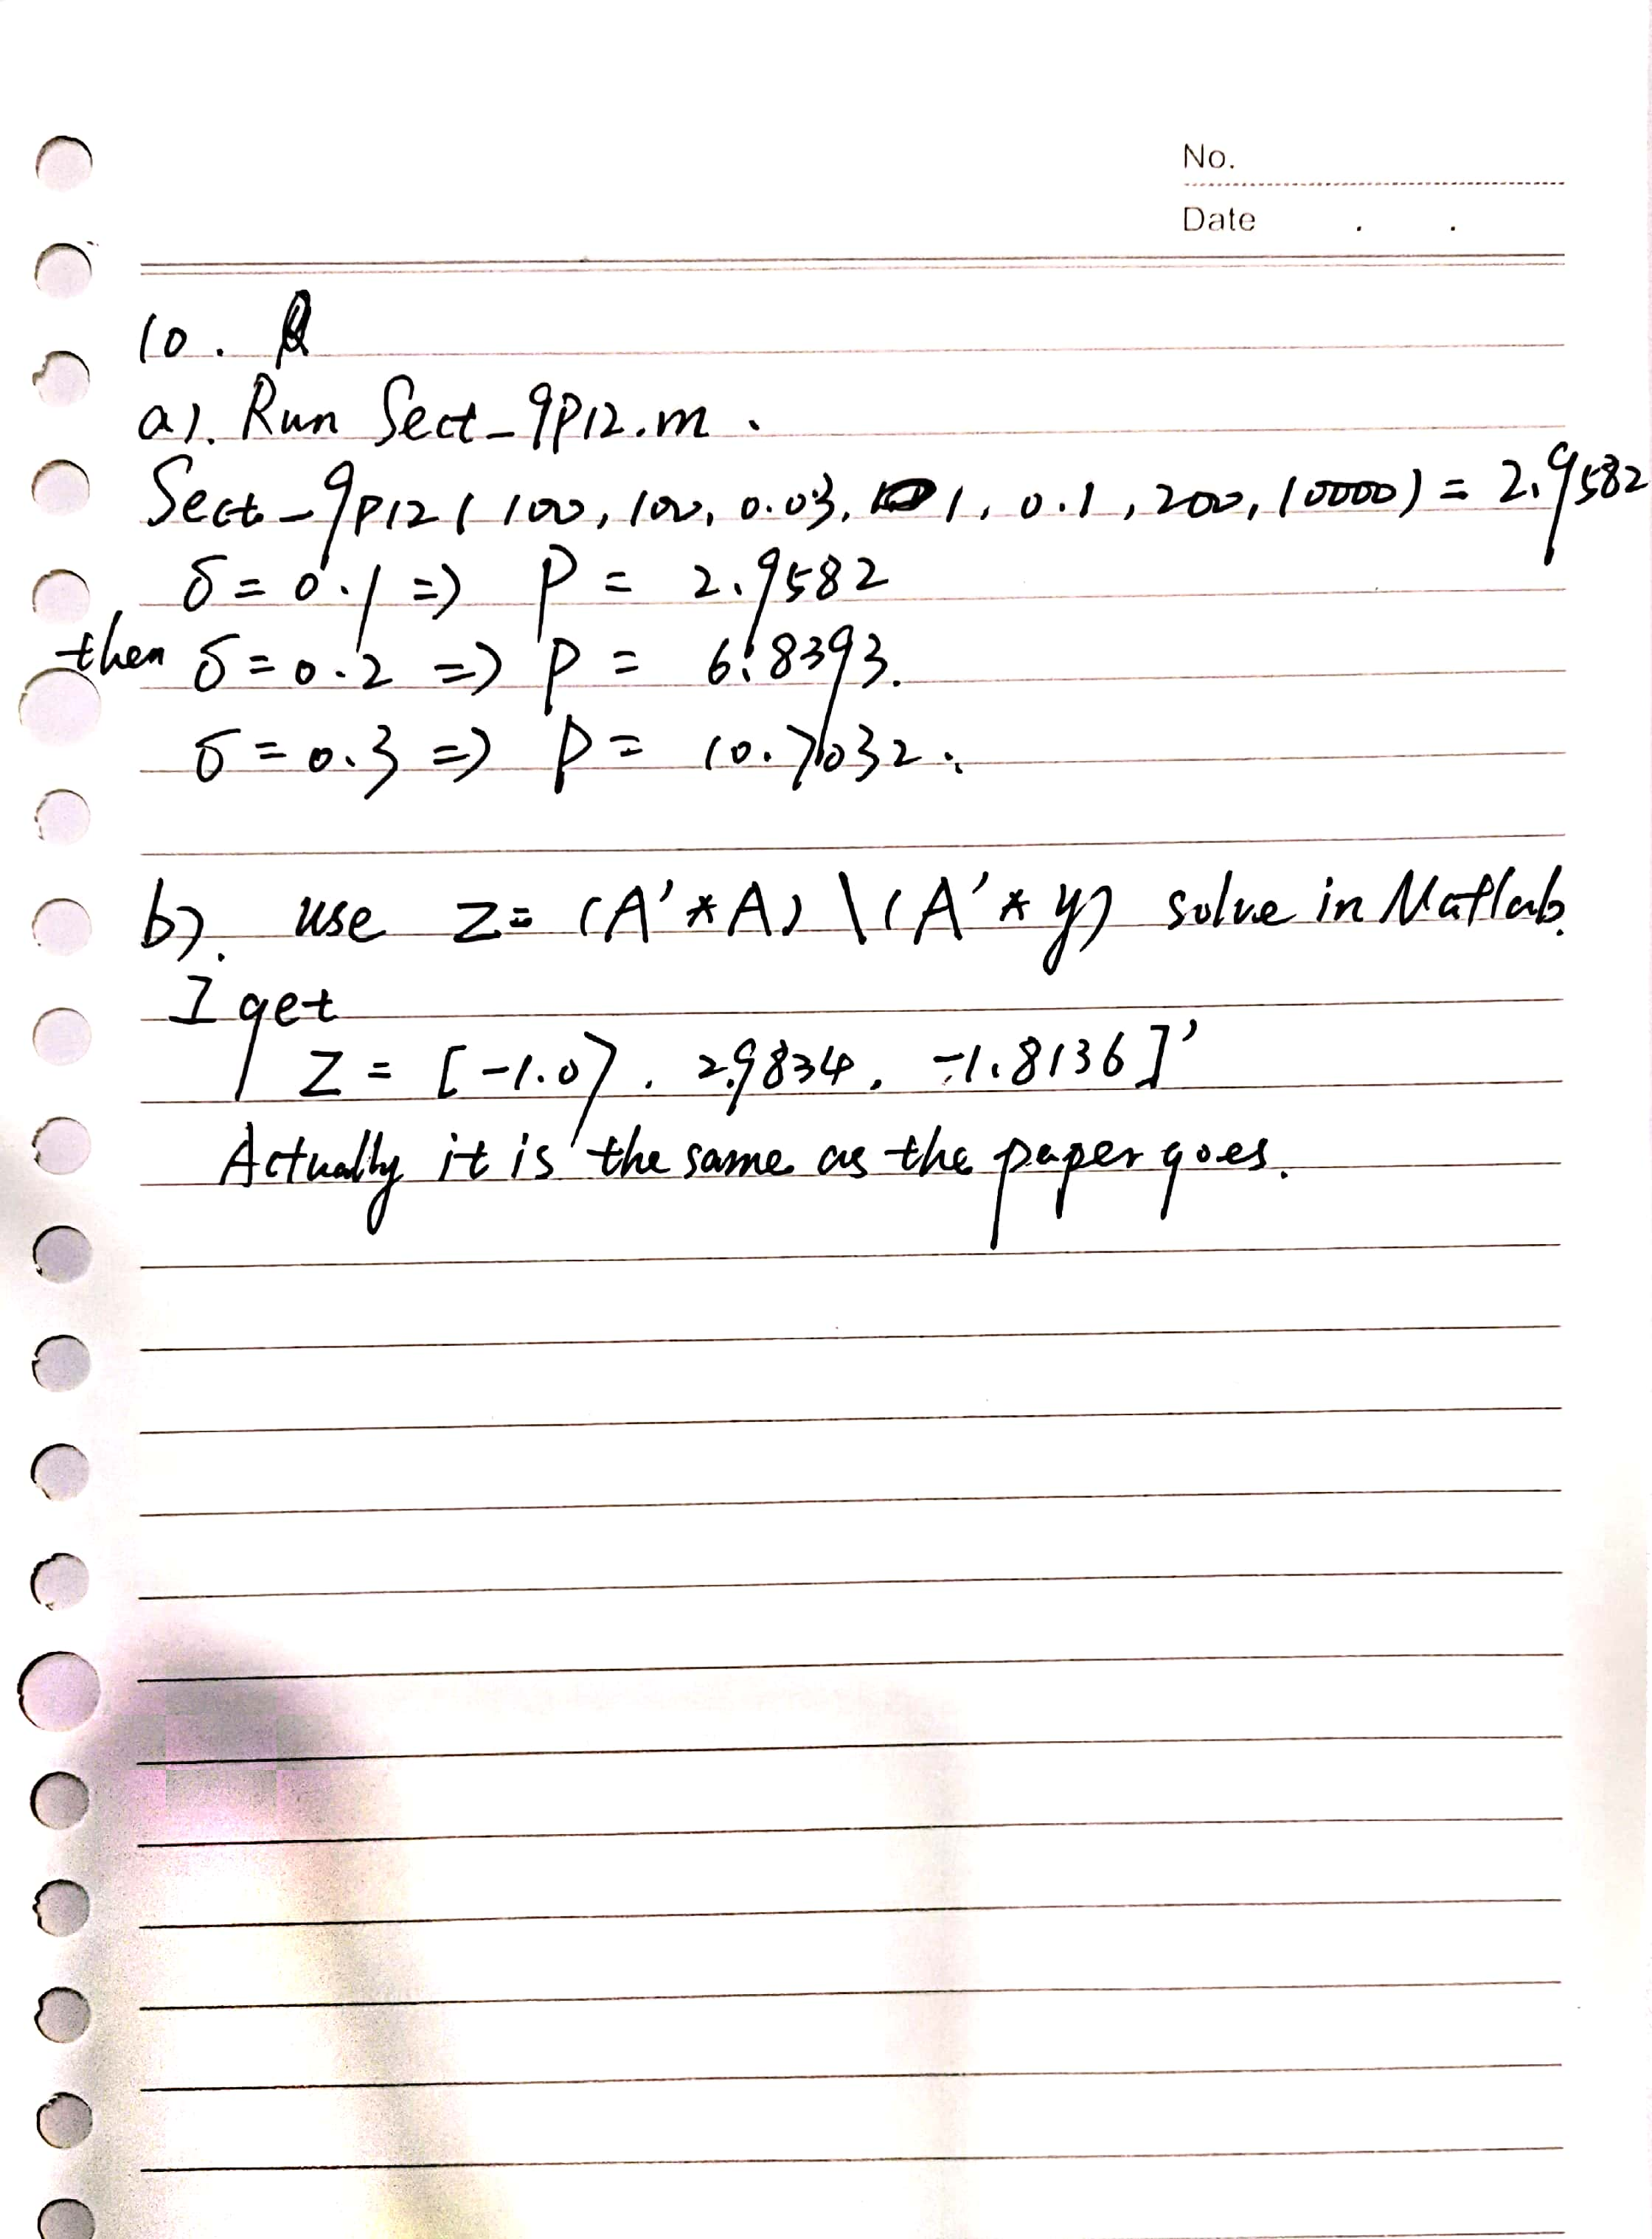 No.
Date . .
10.
a). Run Sect_9P12.m.
Sect_9P12(100, 100, 0.03, 1, 0.1, 200, 10000) = 2.9582
δ = 0.1 => P = 2.9582
then δ = 0.2 => P = 6.8393.
δ = 0.3 => P = 10.7032.
b). use z = (A'*A)\(A'*y) solve in Matlab.
I get
z = [-1.07, 2.9834, -1.8136]'
Actually it is the same as the paper goes.